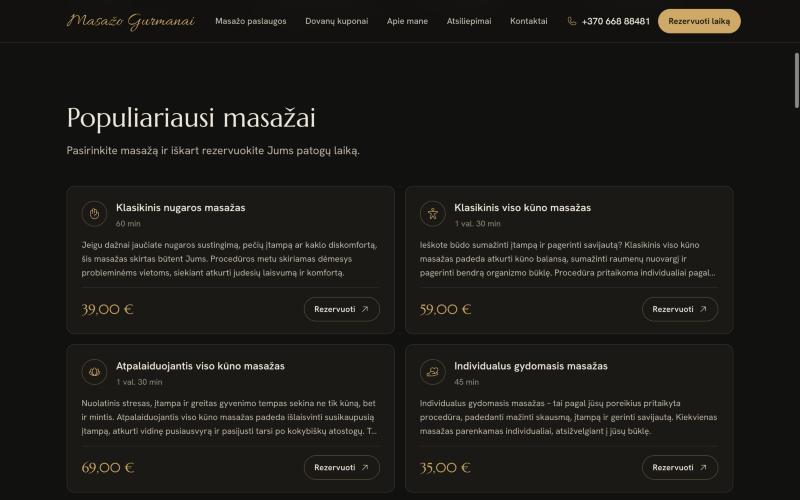 Masažo Gurmanai
Masažo paslaugos
Dovanų kuponai
Apie mane
Atsiliepimai
Kontaktai
+370 668 88481
Rezervuoti laiką
Populiariausi masažai
Pasirinkite masažą ir iškart rezervuokite Jums patogų laiką.
Klasikinis nugaros masažas
60 min
Jeigu dažnai jaučiate nugaros sustingimą, pečių įtampą ar kaklo diskomfortą,
šis masažas skirtas būtent Jums. Procedūros metu skiriamas dėmesys
probleminėms vietoms, siekiant atkurti judesių laisvumą ir komfortą.
39,00 €
Rezervuoti
Klasikinis viso kūno masažas
1 val. 30 min
Ieškote būdo sumažinti įtampą ir pagerinti savijautą? Klasikinis viso kūno
masažas padeda atkurti kūno balansą, sumažinti raumenų nuovargį ir
pagerinti bendrą organizmo būklę. Procedūra pritaikoma individualiai pagal...
59,00 €
Rezervuoti
Atpalaiduojantis viso kūno masažas
1 val. 30 min
Nuolatinis stresas, įtampa ir greitas gyvenimo tempas sekina ne tik kūną, bet
ir mintis. Atpalaiduojantis viso kūno masažas padeda išlaisvinti susikaupusią
įtampą, atkurti vidinę pusiausvyrą ir pasijusti tarsi po kokybiškų atostogų. T...
69,00 €
Rezervuoti
Individualus gydomasis masažas
45 min
Individualus gydomasis masažas – tai pagal jūsų poreikius pritaikyta
procedūra, padedanti mažinti skausmą, įtampą ir gerinti savijautą. Kiekvienas
masažas parenkamas individualiai, atsižvelgiant į jūsų būklę.
35,00 €
Rezervuoti